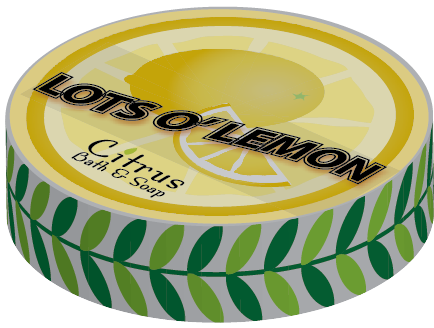 LOTS O' LEMON
Citrus
Bath & Soap